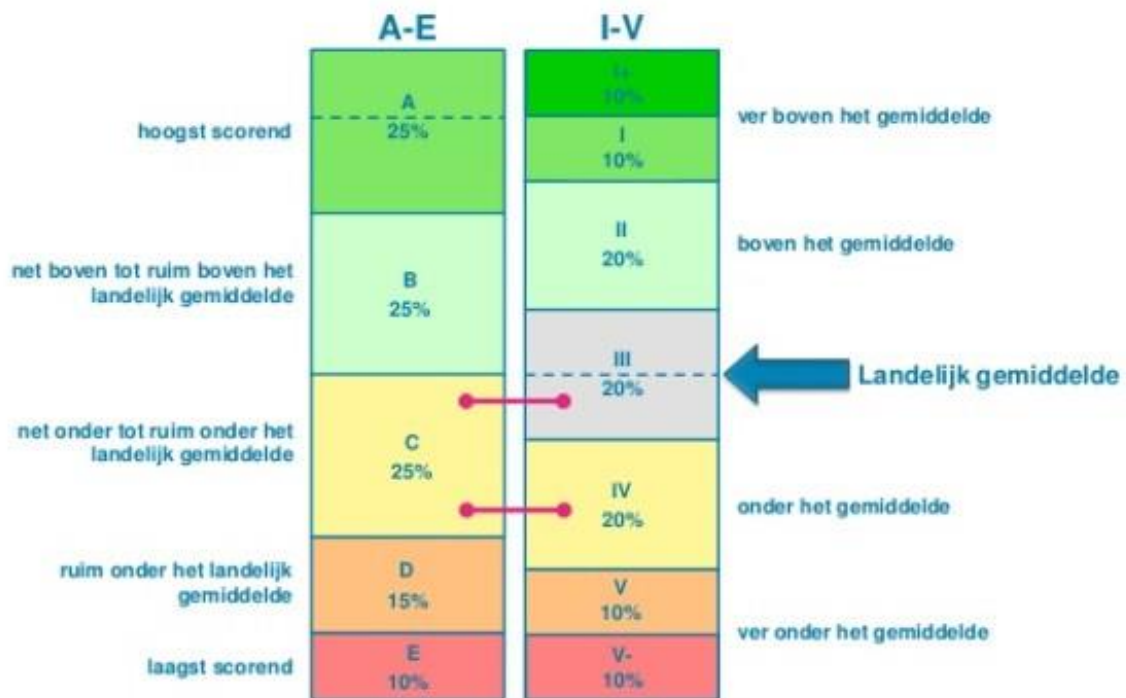 A-E
I-V
hoogst scorend
A
25%
net boven tot ruim boven het
landelijk gemiddelde
B
25%
net onder tot ruim onder het
landelijk gemiddelde
C
25%
ruim onder het landelijk
gemiddelde
D
15%
laagst scorend
E
10%
I+
10%
I
10%
ver boven het gemiddelde
II
20%
boven het gemiddelde
III
20%
Landelijk gemiddelde
IV
20%
onder het gemiddelde
V
10%
V-
10%
ver onder het gemiddelde